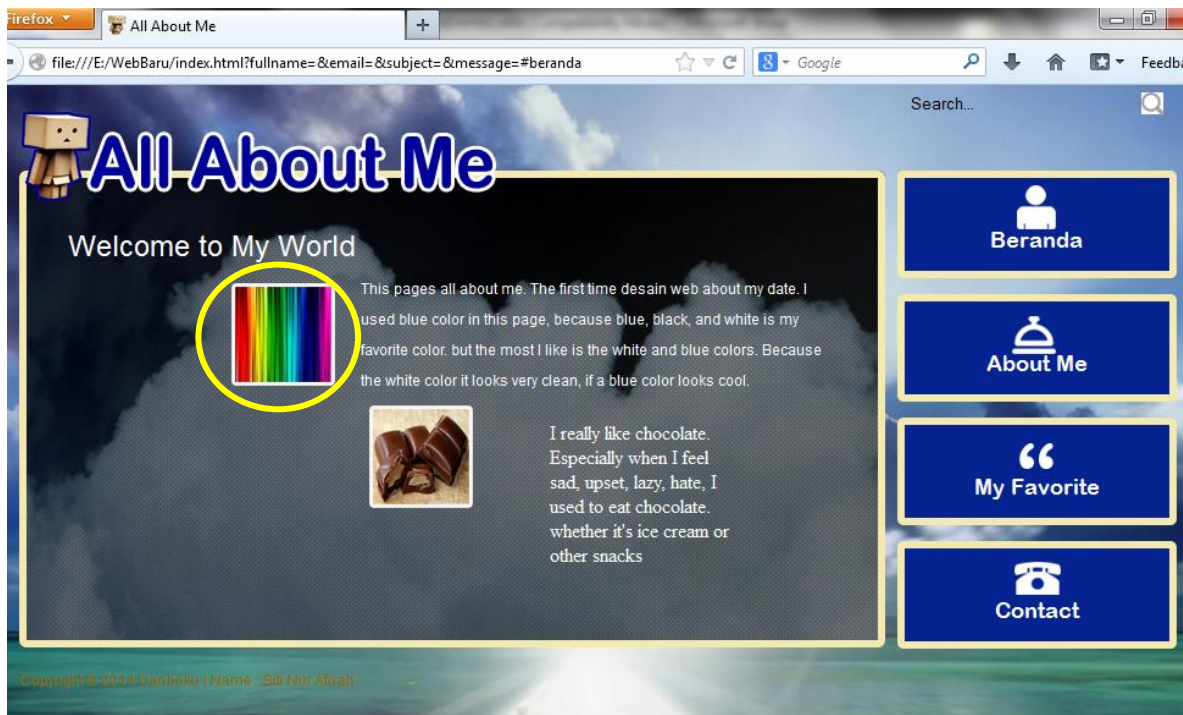 Firefox
All About Me
file:///E:/WebBaru/index.html?fullname=&email=&subject=&message=#beranda
Google
Feedba
Search...
All About Me
Welcome to My World
This pages all about me. The first time desain web about my date. I
used blue color in this page, because blue, black, and white is my
favorite color. but the most I like is the white and blue colors. Because
the white color it looks very clean, if a blue color looks cool.
I really like chocolate.
Especially when I feel
sad, upset, lazy, hate, I
used to eat chocolate.
whether it's ice cream or
other snacks
Beranda
About Me
My Favorite
Contact
Copyright © 2014 | Name : Nur